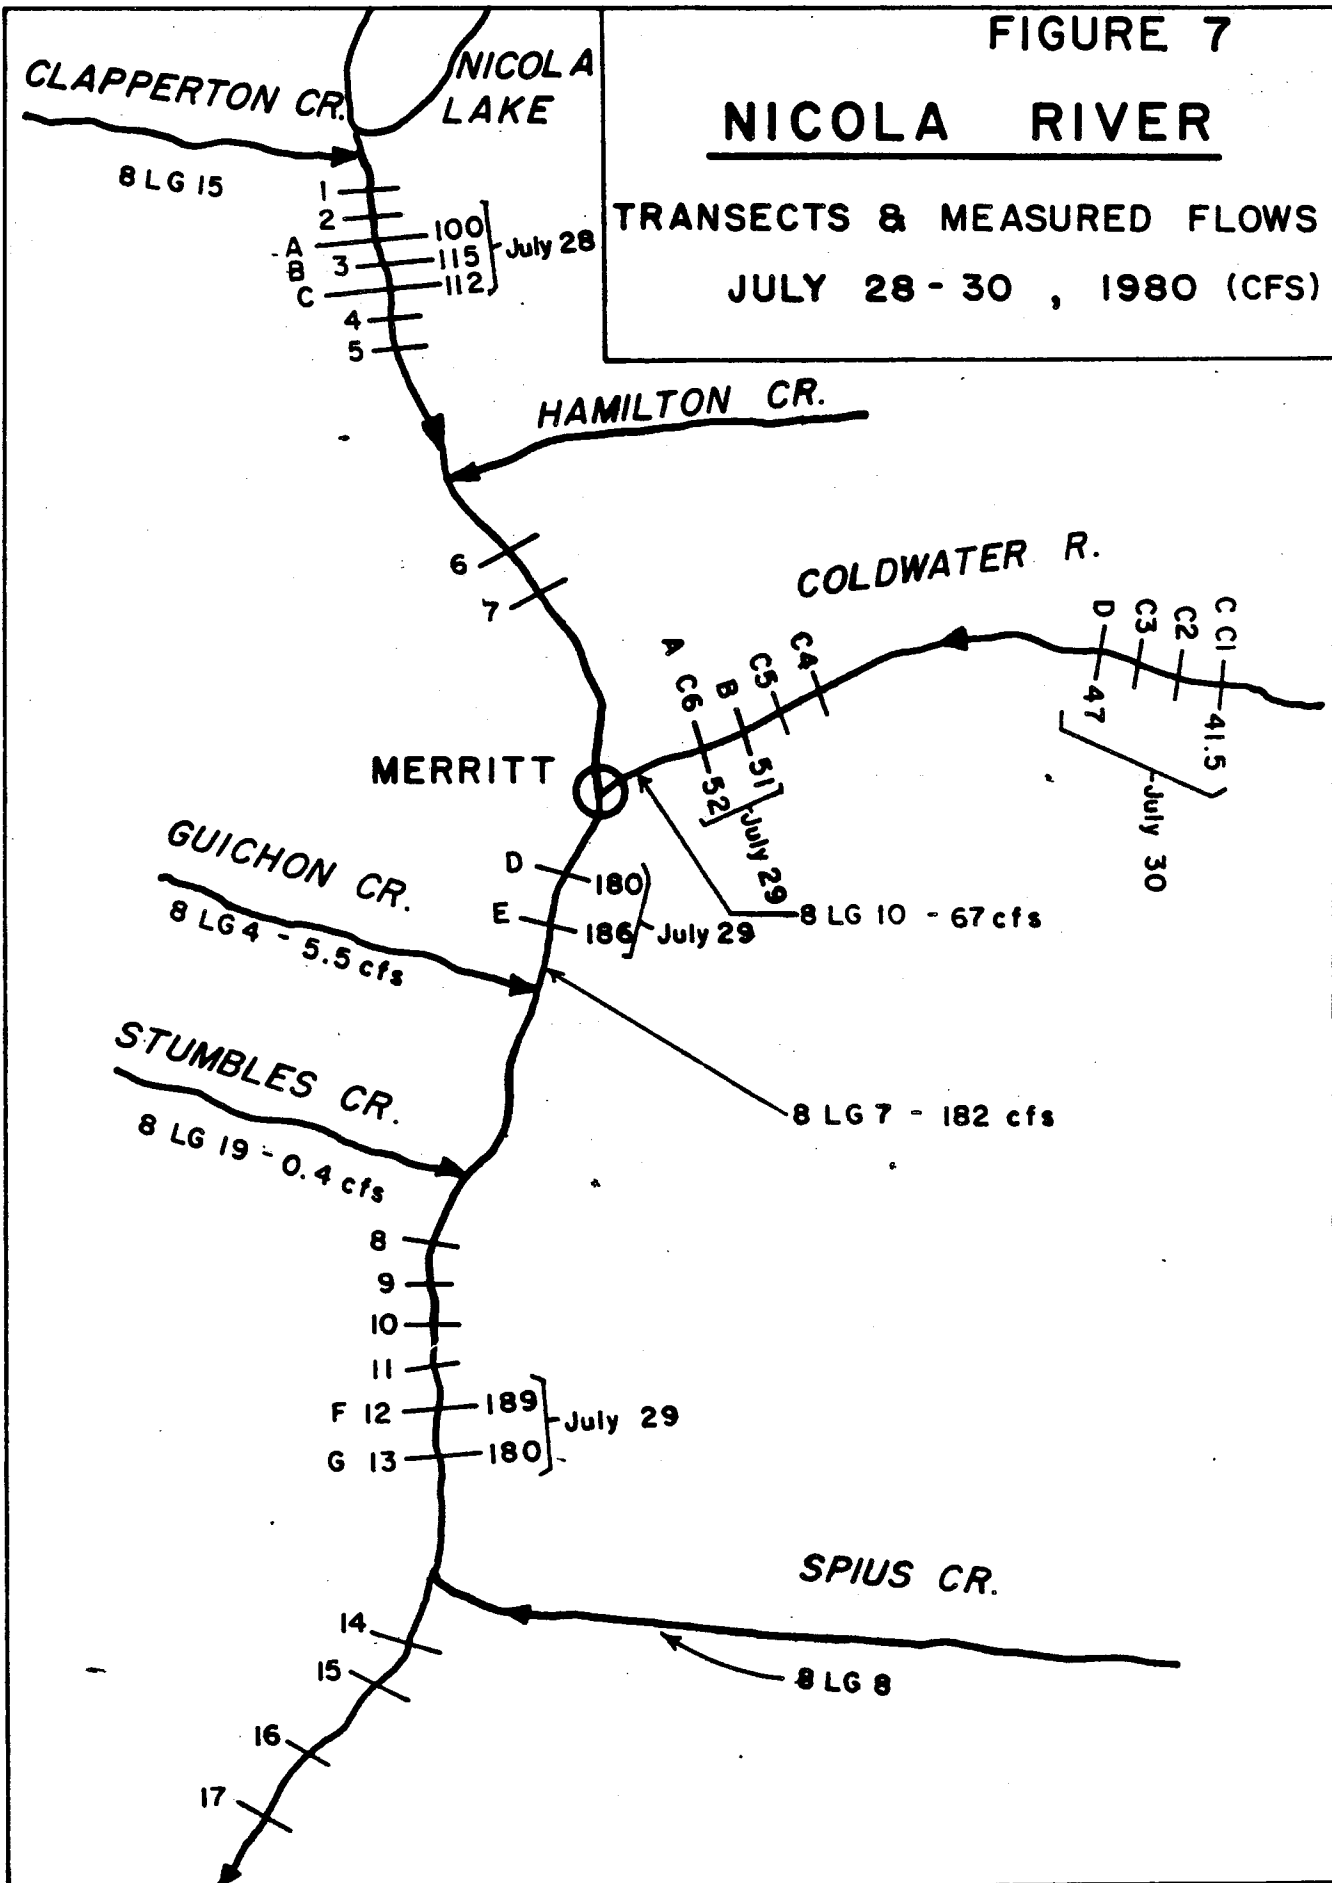 FIGURE 7
NICOLA RIVER
TRANSECTS & MEASURED FLOWS
JULY 28-30, 1980 (CFS)
NICOLA
LAKE
CLAPPERTON CR.
8 LG 15
1
2
A 100
B 3 115
C 112
July 28
4
5
HAMILTON CR.
6
7
COLDWATER R.
C C1 41.5
C2
C3
D 47
July 30
C4
C5
B 51
A C6 52
July 29
MERRITT
8 LG 10 - 67 cfs
D 180
E 186
July 29
GUICHON CR.
8 LG 4 - 5.5 cfs
8 LG 7 - 182 cfs
STUMBLES CR.
8 LG 19 - 0.4 cfs
8
9
10
11
F 12 189
G 13 180
July 29
SPIUS CR.
8 LG 8
14
15
16
17